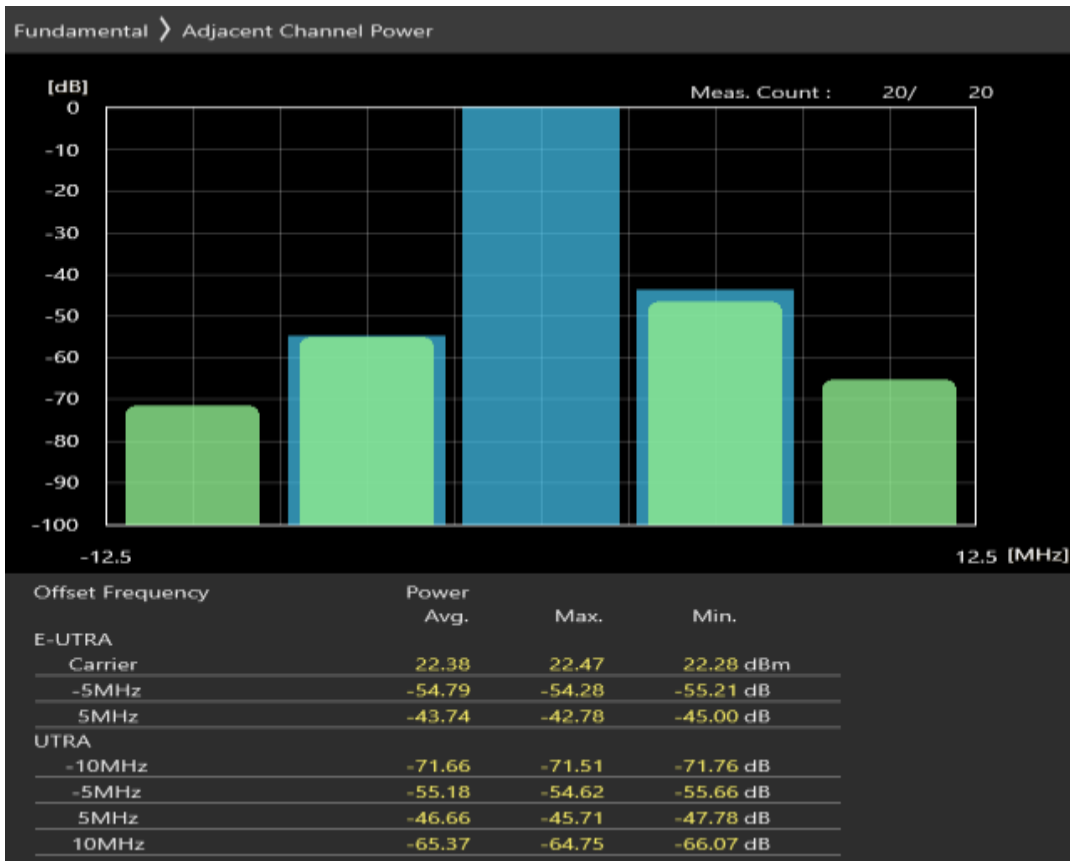 Fundamental ❯ Adjacent Channel Power
[dB]
Meas. Count : 20/ 20
0
-10
-20
-30
-40
-50
-60
-70
-80
-90
-100
-12.5 12.5 [MHz]
Offset Frequency Power
Avg. Max. Min.
E-UTRA
Carrier 22.38 22.47 22.28 dBm
-5MHz -54.79 -54.28 -55.21 dB
5MHz -43.74 -42.78 -45.00 dB
UTRA
-10MHz -71.66 -71.51 -71.76 dB
-5MHz -55.18 -54.62 -55.66 dB
5MHz -46.66 -45.71 -47.78 dB
10MHz -65.37 -64.75 -66.07 dB